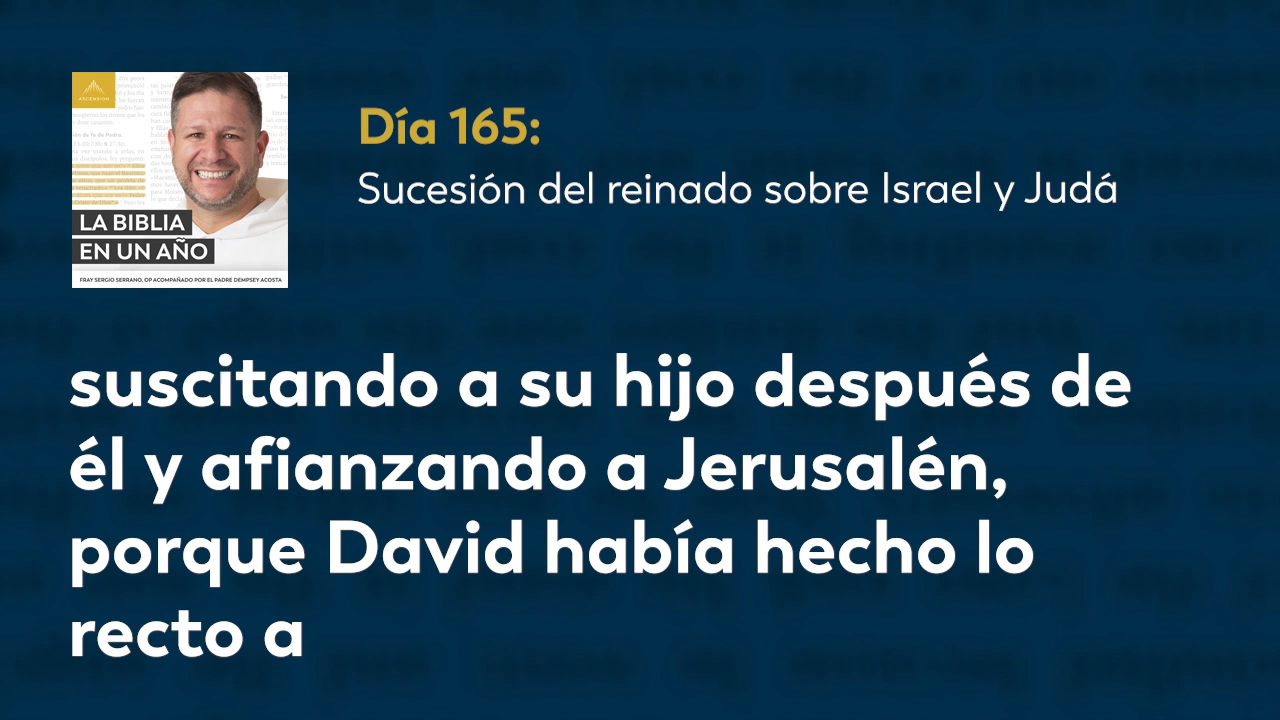 ASCENSION
LA BIBLIA
EN UN AÑO
FRAY SERGIO SERRANO, OP ACOMPAÑADO POR EL PADRE DEMPSEY ACOSTA
Día 165:
Sucesión del reinado sobre Israel y Judá
suscitando a su hijo después de
él y afianzando a Jerusalén,
porque David había hecho lo
recto a